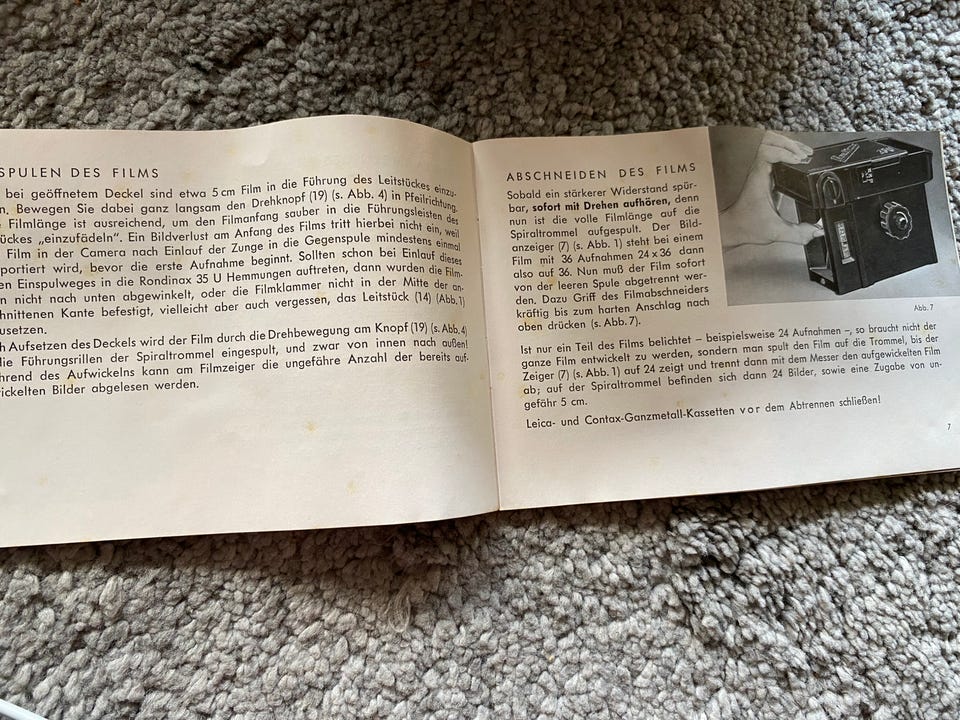 SPULEN DES FILMS
bei geöffnetem Deckel sind etwa 5 cm Film in die Führung des Leitstückes einzu-
Bewegen Sie dabei ganz langsam den Drehknopf (19) (s. Abb. 4) in Pfeilrichtung.
Filmlänge ist ausreichend, um den Filmanfang sauber in die Führungsleisten des
„einzufädeln“. Ein Bildverlust am Anfang des Films tritt hierbei nicht ein, weil
Film in der Camera nach Einlauf der Zunge in die Gegenspule mindestens einmal
portiert wird, bevor die erste Aufnahme beginnt. Sollten schon bei Einlauf dieses
en Einspulweges in die Rondinax 35 U Hemmungen auftreten, dann wurden die Film-
n nicht nach unten abgewinkelt, oder die Filmklammer nicht in der Mitte der an-
chnittenen Kante befestigt, vielleicht aber auch vergessen, das Leitstück (14) (Abb. 1)
usetzen.
h Aufsetzen des Deckels wird der Film durch die Drehbewegung am Knopf (19) (s. Abb. 4)
die Führungsrillen der Spiraltrommel eingespult, und zwar von innen nach außen!
hrend des Aufwickelns kann am Filmzeiger die ungefähre Anzahl der bereits auf-
wickelten Bilder abgelesen werden.
ABSCHNEIDEN DES FILMS
Sobald ein stärkerer Widerstand spür-
bar, sofort mit Drehen aufhören, denn
nun ist die volle Filmlänge auf die
Spiraltrommel aufgespult. Der Bild-
anzeiger (7) (s. Abb. 1) steht bei einem
Film mit 36 Aufnahmen 24 x 36 dann
also auf 36. Nun muß der Film sofort
von der leeren Spule abgetrennt wer-
den. Dazu Griff des Filmabschneiders
kräftig bis zum harten Anschlag nach
oben drücken (s. Abb. 7).
Abb. 7
Ist nur ein Teil des Films belichtet – beispielsweise 24 Aufnahmen –, so braucht nicht der
ganze Film entwickelt zu werden, sondern man spult den Film auf die Trommel, bis der
Zeiger (7) (s. Abb. 1) auf 24 zeigt und trennt dann mit dem Messer den aufgewickelten Film
ab; auf der Spiraltrommel befinden sich dann 24 Bilder, sowie eine Zugabe von un-
gefähr 5 cm.
Leica- und Contax-Ganzmetall-Kassetten vor dem Abtrennen schließen!
7